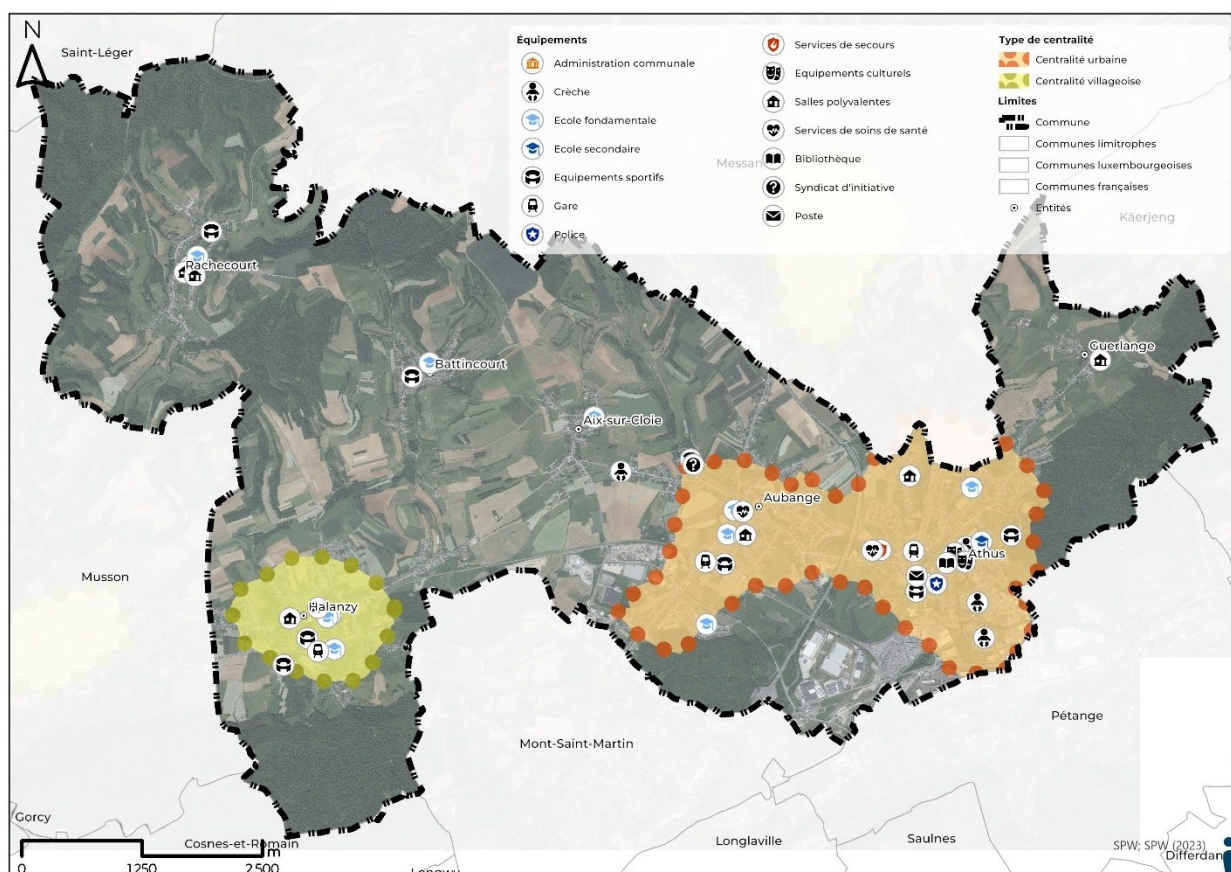 N
Saint-Léger
Équipements
Administration communale
Crèche
Ecole fondamentale
Ecole secondaire
Equipements sportifs
Gare
Police
Services de secours
Equipements culturels
Salles polyvalentes
Services de soins de santé
Bibliothèque
Syndicat d'initiative
Poste
Type de centralité
Centralité urbaine
Centralité villageoise
Limites
Commune
Communes limitrophes
Communes luxembourgeoises
Communes françaises
Entités
Käerjeng
Rachecourt
Battincourt
Guerlange
Aix-sur-Cloie
Aubange
Athus
Musson
Halanzy
Pétange
Mont-Saint-Martin
Gorcy
Cosnes-et-Romain
Longlaville
Saulnes
SPW; SPW (2023)
0 1250 2500 m